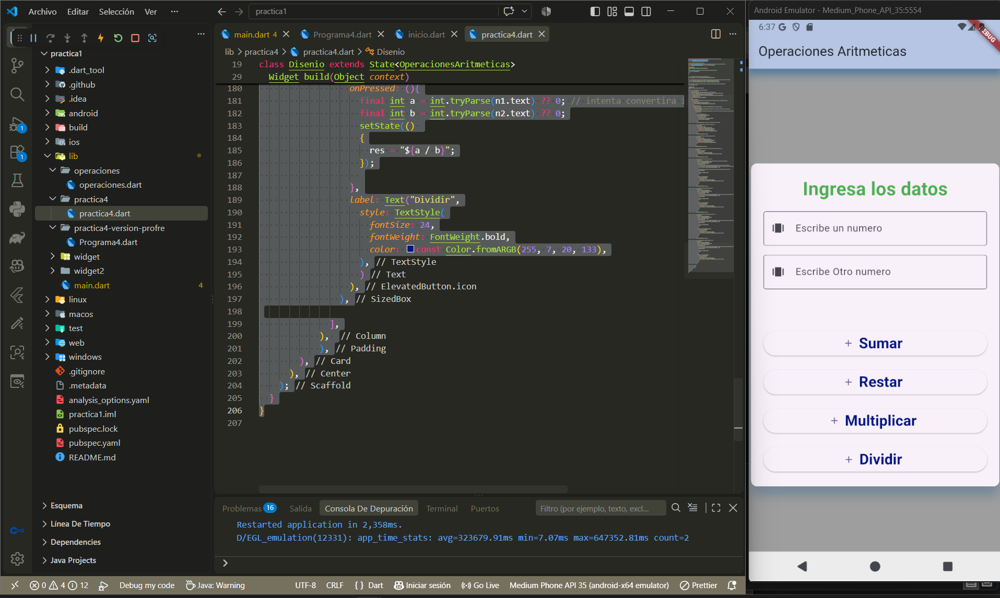 Archivo Editar Selección Ver ···
practica1
practica1
.dart_tool
.github
.idea
android
build
ios
lib
operaciones
operaciones.dart
practica4
practica4.dart
practica4-version-profre
Programa4.dart
widget
widget2
main.dart 4
linux
macos
test
web
windows
.gitignore
.metadata
analysis_options.yaml
practica1.iml
pubspec.lock
pubspec.yaml
README.md
Esquema
Línea De Tiempo
Dependencies
Java Projects
1
1
main.dart 4
Programa4.dart
inicio.dart
practica4.dart
lib > practica4 > practica4.dart > Disenio
19 class Disenio extends State<OperacionesAritmeticas>
29 Widget build(Object context)
180 onPressed: (){
181 final int a = int.tryParse(n1.text) ?? 0; // intenta convertira i
182 final int b = int.tryParse(n2.text) ?? 0;
183 setState(()
184 {
185 res = "${a / b}";
186 });
187
188 },
189 label: Text("Dividir",
190 style: TextStyle(
191 fontSize: 24,
192 fontWeight: FontWeight.bold,
193 color: const Color.fromARGB(255, 7, 20, 133),
194 ), // TextStyle
195 ) // Text
196 ), // ElevatedButton.icon
197 ), // SizedBox
198
199 ],
200 ), // Column
201 ), // Padding
202 ), // Card
203 ), // Center
204 ); // Scaffold
205 }
206 }
207
Problemas 16 Salida Consola De Depuración Terminal Puertos
Filtro (por ejemplo, texto, excl...
Restarted application in 2,358ms.
D/EGL_emulation(12331): app_time_stats: avg=323679.91ms min=7.07ms max=647352.81ms count=2
>
0 4 12 Debug my code Java: Warning UTF-8 CRLF { } Dart Iniciar sesión Go Live Medium Phone API 35 (android-x64 emulator) Prettier
Android Emulator - Medium_Phone_API_35:5554
6:37 G
DEBUG
Operaciones Aritmeticas
Ingresa los datos
Escribe un numero
Escribe Otro numero
+ Sumar
+ Restar
+ Multiplicar
+ Dividir